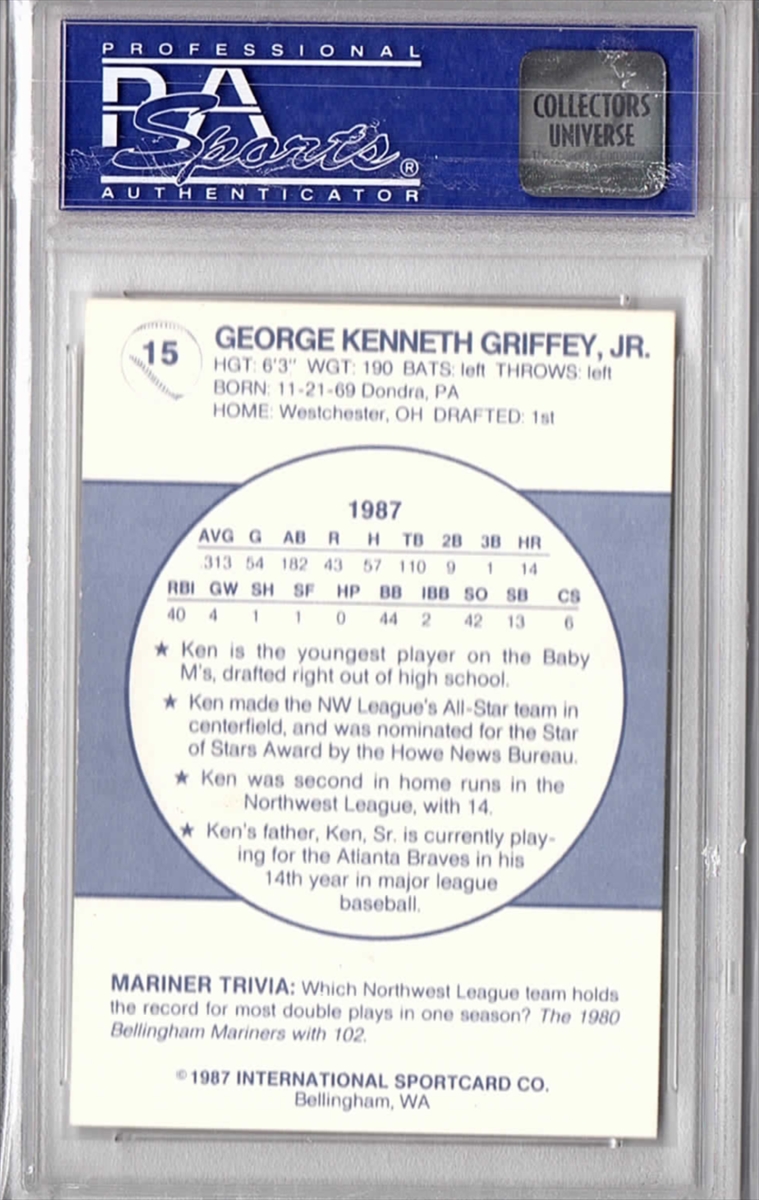 PROFESSIONAL
PSA
Sports®
AUTHENTICATOR
COLLECTORS
UNIVERSE
15
GEORGE KENNETH GRIFFEY, JR.
HGT: 6'3" WGT: 190 BATS: left THROWS: left
BORN: 11-21-69 Dondra, PA
HOME: Westchester, OH DRAFTED: 1st
1987
AVG G AB R H TB 2B 3B HR
.313 54 182 43 57 110 9 1 14
RBI GW SH SF HP BB IBB SO SB CS
40 4 1 1 0 44 2 42 13 6
★ Ken is the youngest player on the Baby
M's, drafted right out of high school.
★ Ken made the NW League's All-Star team in
centerfield, and was nominated for the Star
of Stars Award by the Howe News Bureau.
★ Ken was second in home runs in the
Northwest League, with 14.
★ Ken's father, Ken, Sr. is currently play-
ing for the Atlanta Braves in his
14th year in major league
baseball.
MARINER TRIVIA: Which Northwest League team holds
the record for most double plays in one season? The 1980
Bellingham Mariners with 102.
©1987 INTERNATIONAL SPORTCARD CO.
Bellingham, WA